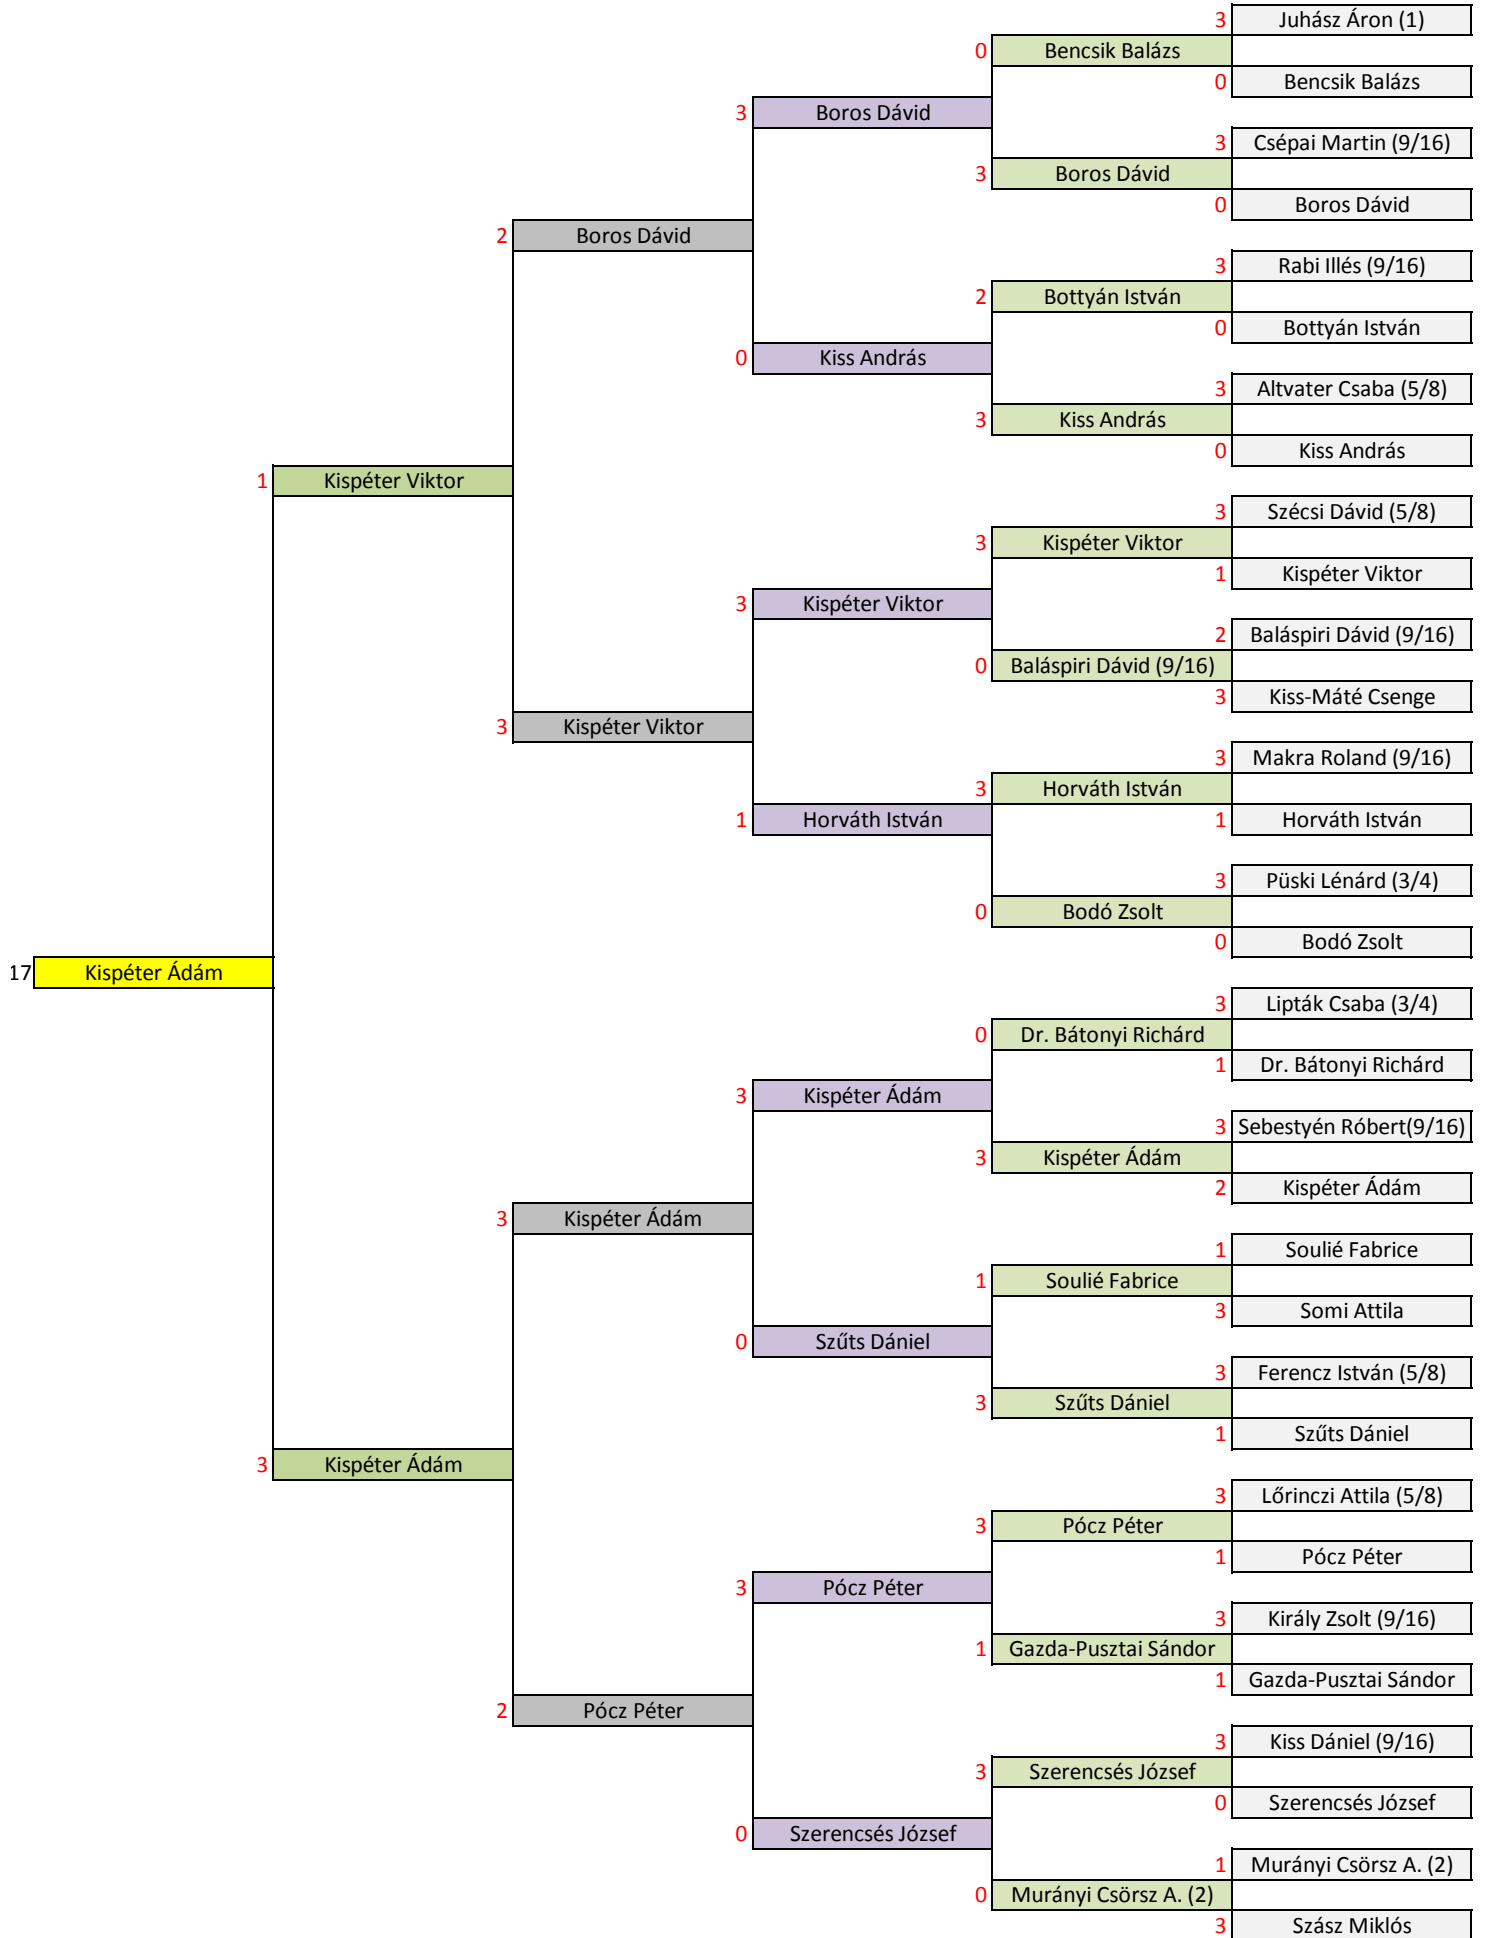 3 Juhász Áron (1)
0 Bencsik Balázs
0 Bencsik Balázs
3 Boros Dávid
3 Csépai Martin (9/16)
3 Boros Dávid
0 Boros Dávid
2 Boros Dávid
3 Rabi Illés (9/16)
2 Bottyán István
0 Bottyán István
0 Kiss András
3 Altvater Csaba (5/8)
3 Kiss András
0 Kiss András
1 Kispéter Viktor
3 Szécsi Dávid (5/8)
3 Kispéter Viktor
1 Kispéter Viktor
3 Kispéter Viktor
2 Baláspiri Dávid (9/16)
0 Baláspiri Dávid (9/16)
3 Kiss-Máté Csenge
3 Kispéter Viktor
3 Makra Roland (9/16)
3 Horváth István
1 Horváth István
1 Horváth István
3 Püski Lénárd (3/4)
0 Bodó Zsolt
0 Bodó Zsolt
17 Kispéter Ádám
3 Lipták Csaba (3/4)
0 Dr. Bátonyi Richárd
1 Dr. Bátonyi Richárd
3 Kispéter Ádám
3 Sebestyén Róbert(9/16)
3 Kispéter Ádám
2 Kispéter Ádám
3 Kispéter Ádám
1 Soulié Fabrice
1 Soulié Fabrice
3 Somi Attila
0 Szűts Dániel
3 Ferencz István (5/8)
3 Szűts Dániel
1 Szűts Dániel
3 Kispéter Ádám
3 Lőrinczi Attila (5/8)
3 Pócz Péter
1 Pócz Péter
3 Pócz Péter
3 Király Zsolt (9/16)
1 Gazda-Pusztai Sándor
1 Gazda-Pusztai Sándor
2 Pócz Péter
3 Kiss Dániel (9/16)
3 Szerencsés József
0 Szerencsés József
0 Szerencsés József
1 Murányi Csörsz A. (2)
0 Murányi Csörsz A. (2)
3 Szász Miklós